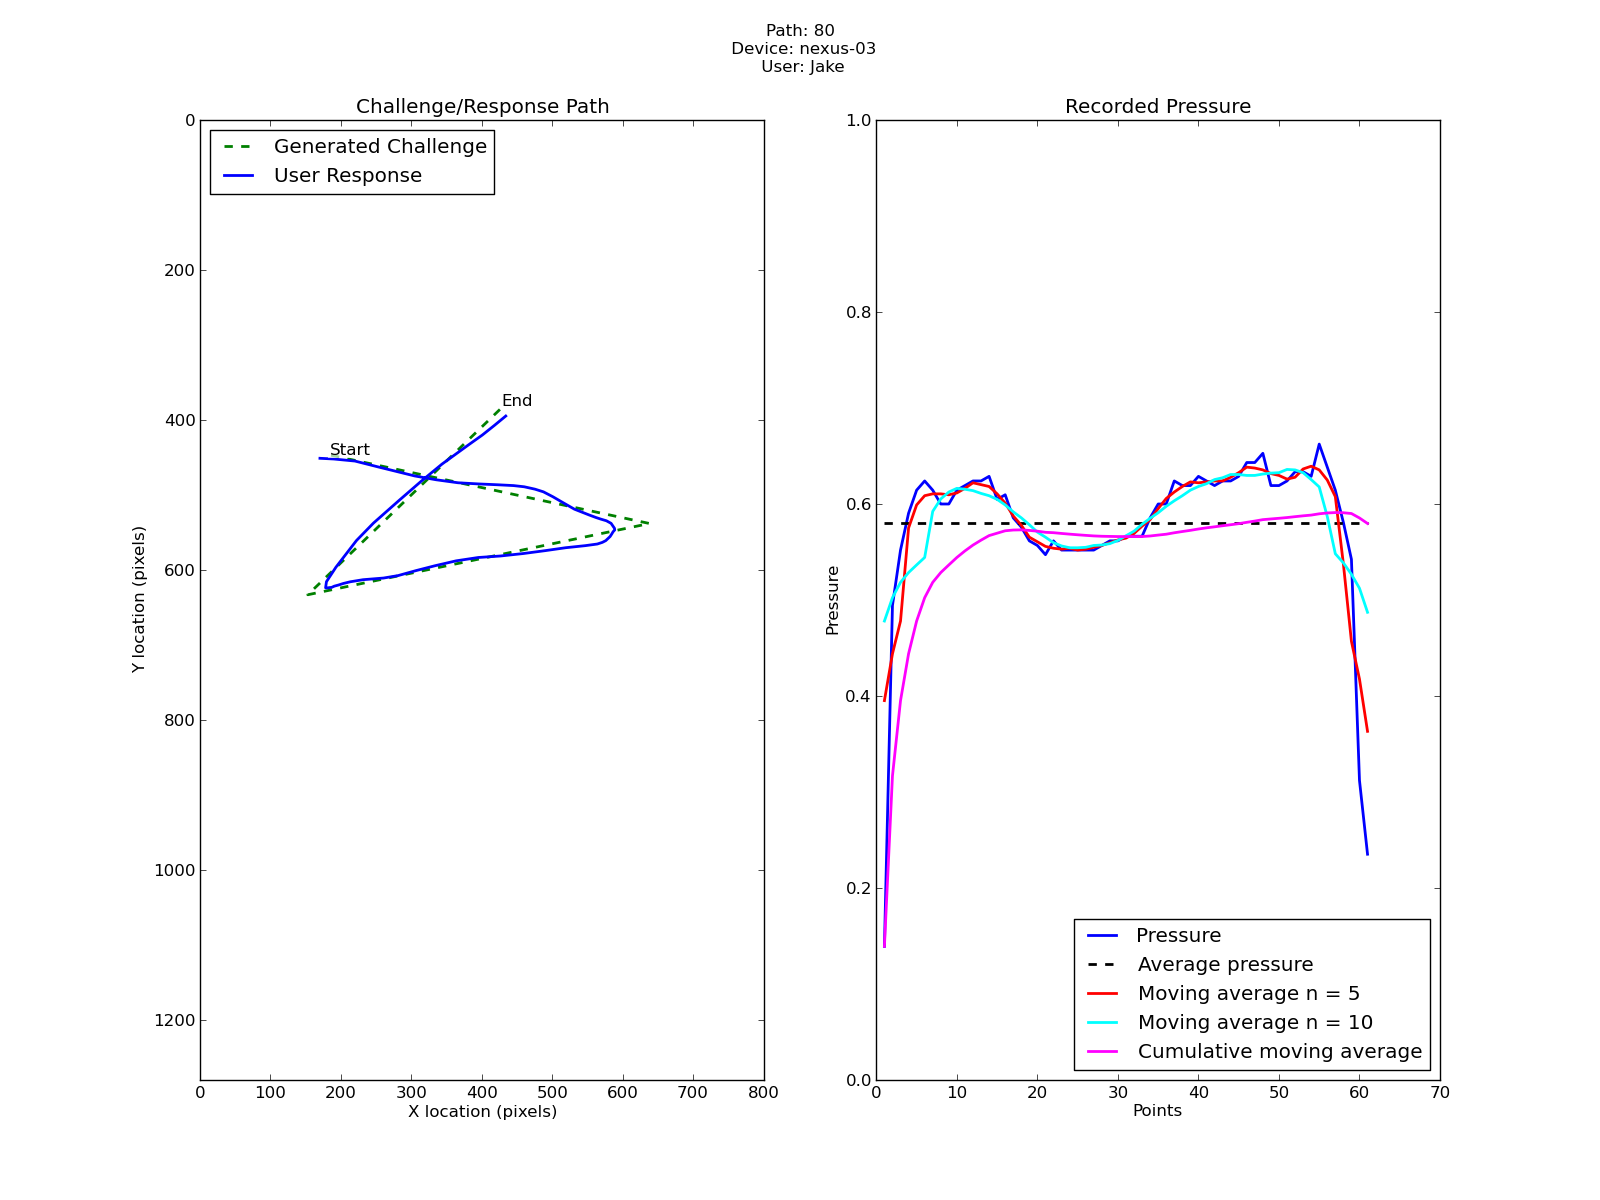 Path: 80
Device: nexus-03
User: Jake
Challenge/Response Path
Generated Challenge
User Response
Start
End
0
200
400
600
800
1000
1200
Y location (pixels)
0 100 200 300 400 500 600 700 800
X location (pixels)
Recorded Pressure
1.0
0.8
0.6
0.4
0.2
0.0
Pressure
Pressure
Average pressure
Moving average n = 5
Moving average n = 10
Cumulative moving average
0 10 20 30 40 50 60 70
Points